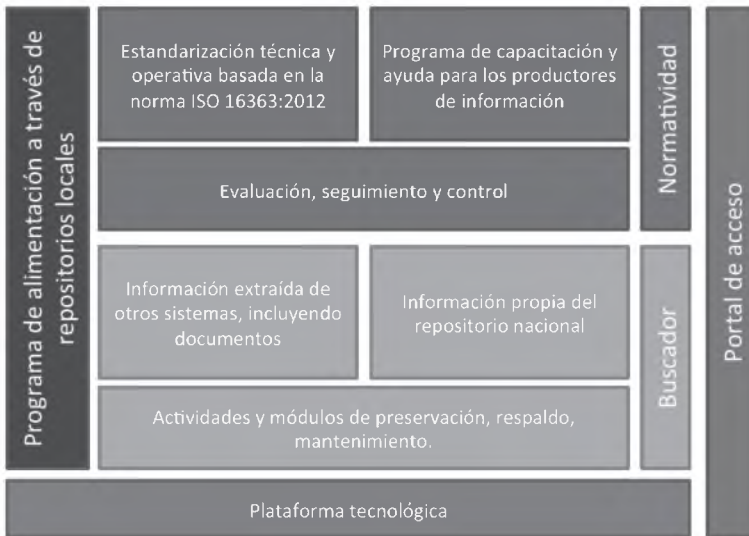 Programa de alimentación a través de
repositorios locales
Estandarización técnica y
operativa basada en la
norma ISO 16363:2012
Programa de capacitación y
ayuda para los productores
de información
Normatividad
Portal de acceso
Evaluación, seguimiento y control
Información extraída de
otros sistemas, incluyendo
documentos
Información propia del
repositorio nacional
Buscador
Actividades y módulos de preservación, respaldo,
mantenimiento.
Plataforma tecnológica